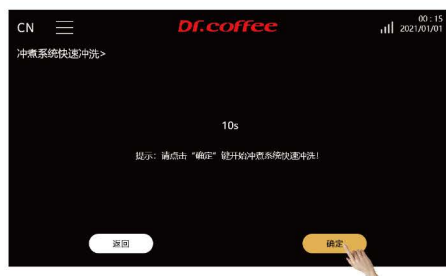 CN
Dr.coffee
00 : 15
2021/01/01
冲煮系统快速冲洗>
10s
提示：请点击“确定”键开始冲煮系统快速冲洗！
返回
确定